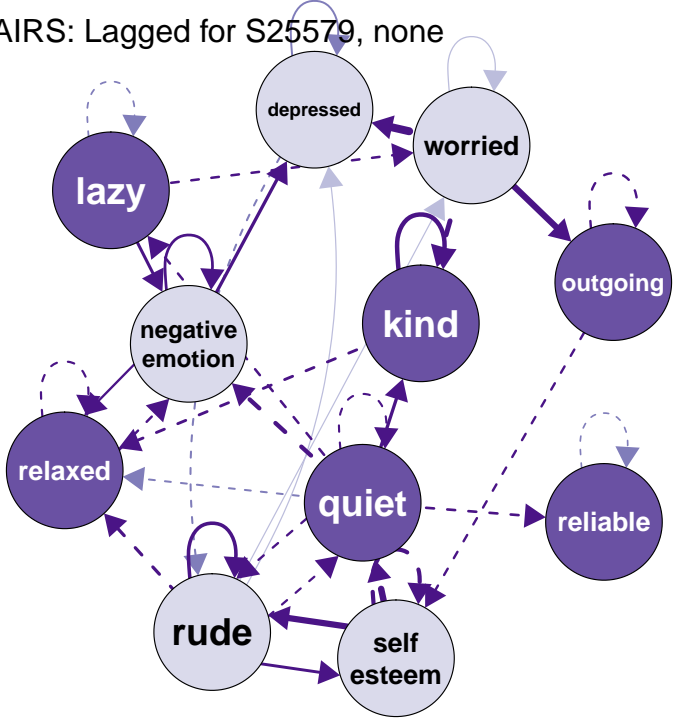 AIRS: Lagged for S25579, none
depressed
worried
lazy
outgoing
kind
negative
emotion
relaxed
quiet
reliable
rude
self
esteem